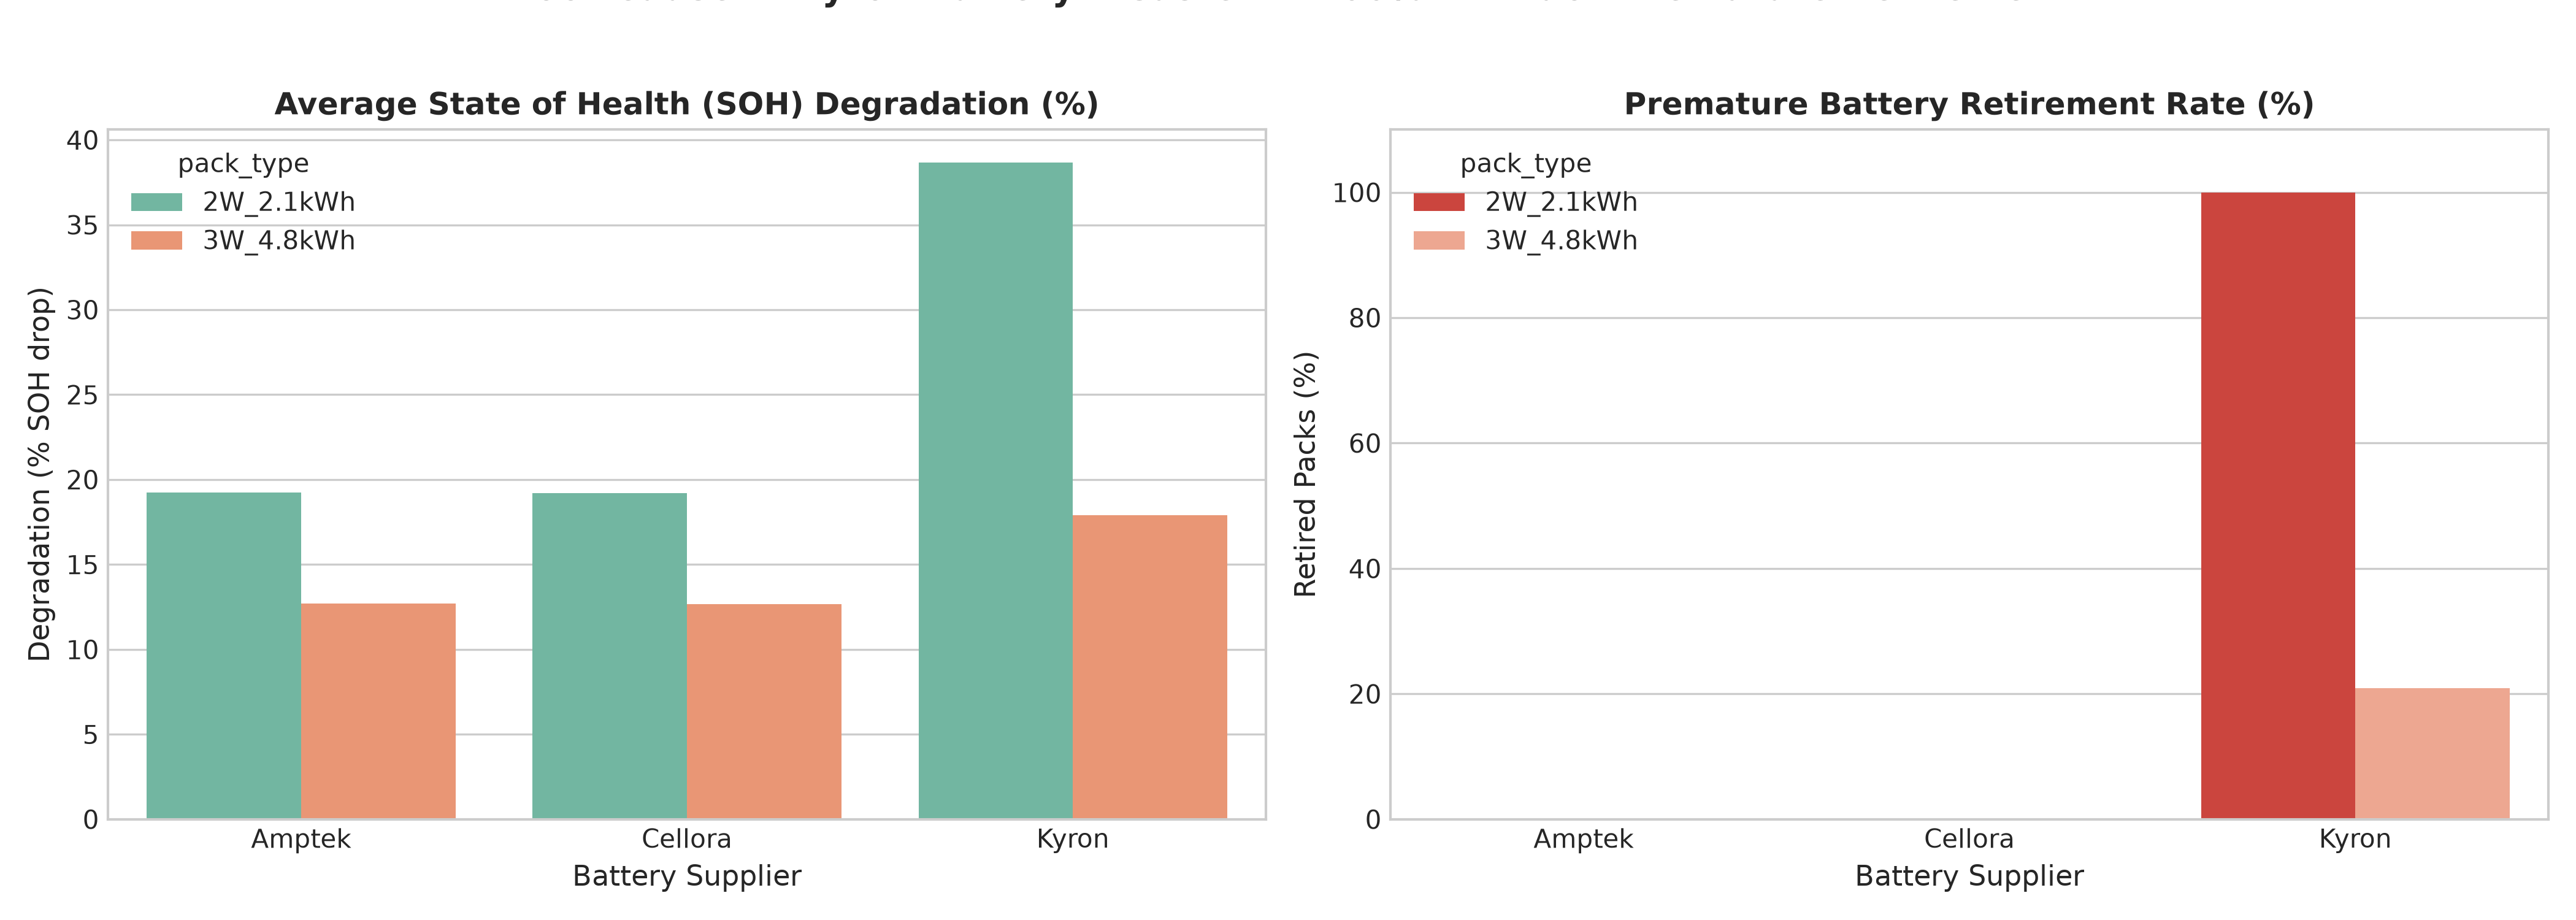 Average State of Health (SOH) Degradation (%)
40
35
30
25
20
15
10
5
0
Degradation (% SOH drop)
pack_type
2W_2.1kWh
3W_4.8kWh
Amptek
Cellora
Kyron
Battery Supplier
Premature Battery Retirement Rate (%)
100
80
60
40
20
0
Retired Packs (%)
pack_type
2W_2.1kWh
3W_4.8kWh
Amptek
Cellora
Kyron
Battery Supplier